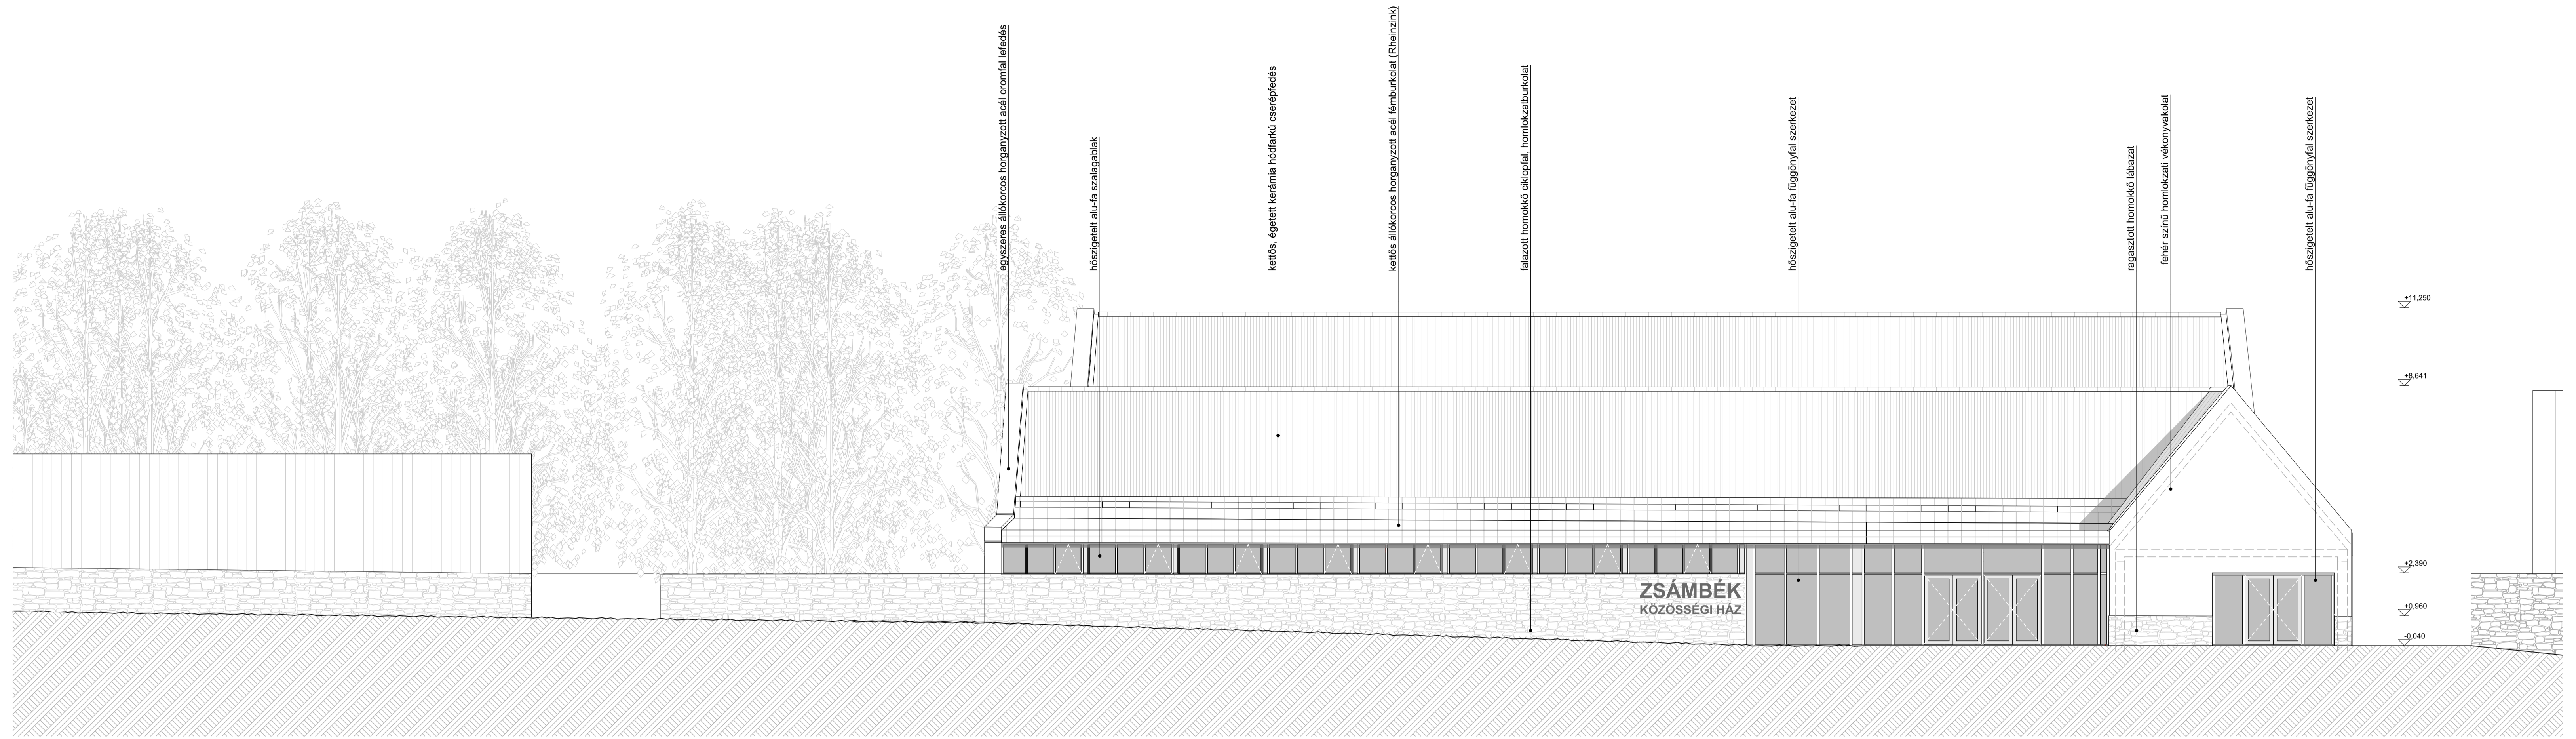 egyszeres állókorcos horganyzott acél oromfal lefedés
hőszigetelt alu-fa szalagablak
kettős, égetett kerámia hódfarkú cserépfedés
kettős állókorcos horganyzott acél fémburkolat (Rheinzink)
falazott homokkő ciklopfal, homlokzatburkolat
hőszigetelt alu-fa függönyfal szerkezet
ragasztott homokkő lábazat
fehér színű homlokzati vékonyvakolat
hőszigetelt alu-fa függönyfal szerkezet
+11,250
+8,641
+2,390
+0,960
-0,040
ZSÁMBÉK
KÖZÖSSÉGI HÁZ